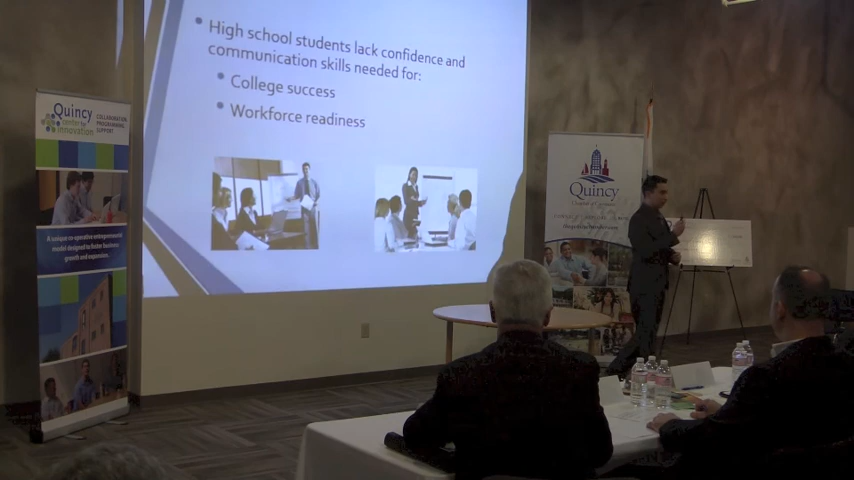 High school students lack confidence and
communication skills needed for:
College success
Workforce readiness
Quincy
center for
innovation
COLLABORATION.
PROGRAMMING.
SUPPORT.
A unique co-operative entrepreneurial
model designed to foster business
growth and expansion.
Quincy
Chamber of Commerce